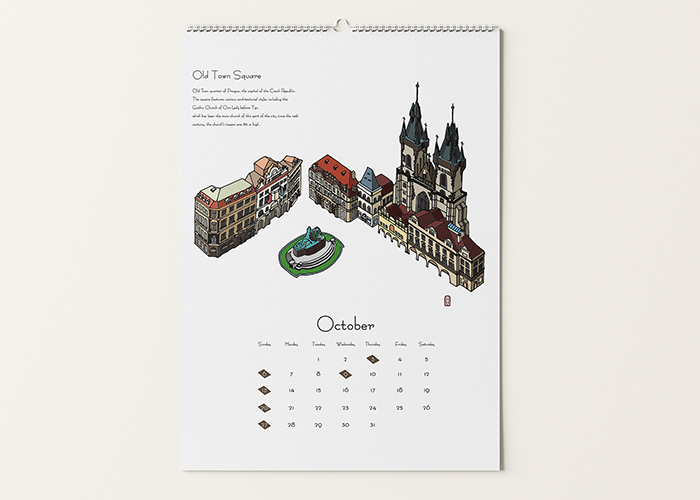 Old Town Square
Old Town quarter of Prague, the capital of the Czech Republic.
The square features various architectural styles including the
Gothic Church of Our Lady before Týn,
which has been the main church of this part of the city since the 14th
century, the church's towers are 80 m high.
October
Sunday Monday Tuesday Wednesday Thursday Friday Saturday
1 2 3 4 5
6 7 8 9 10 11 12
13 14 15 16 17 18 19
20 21 22 23 24 25 26
27 28 29 30 31